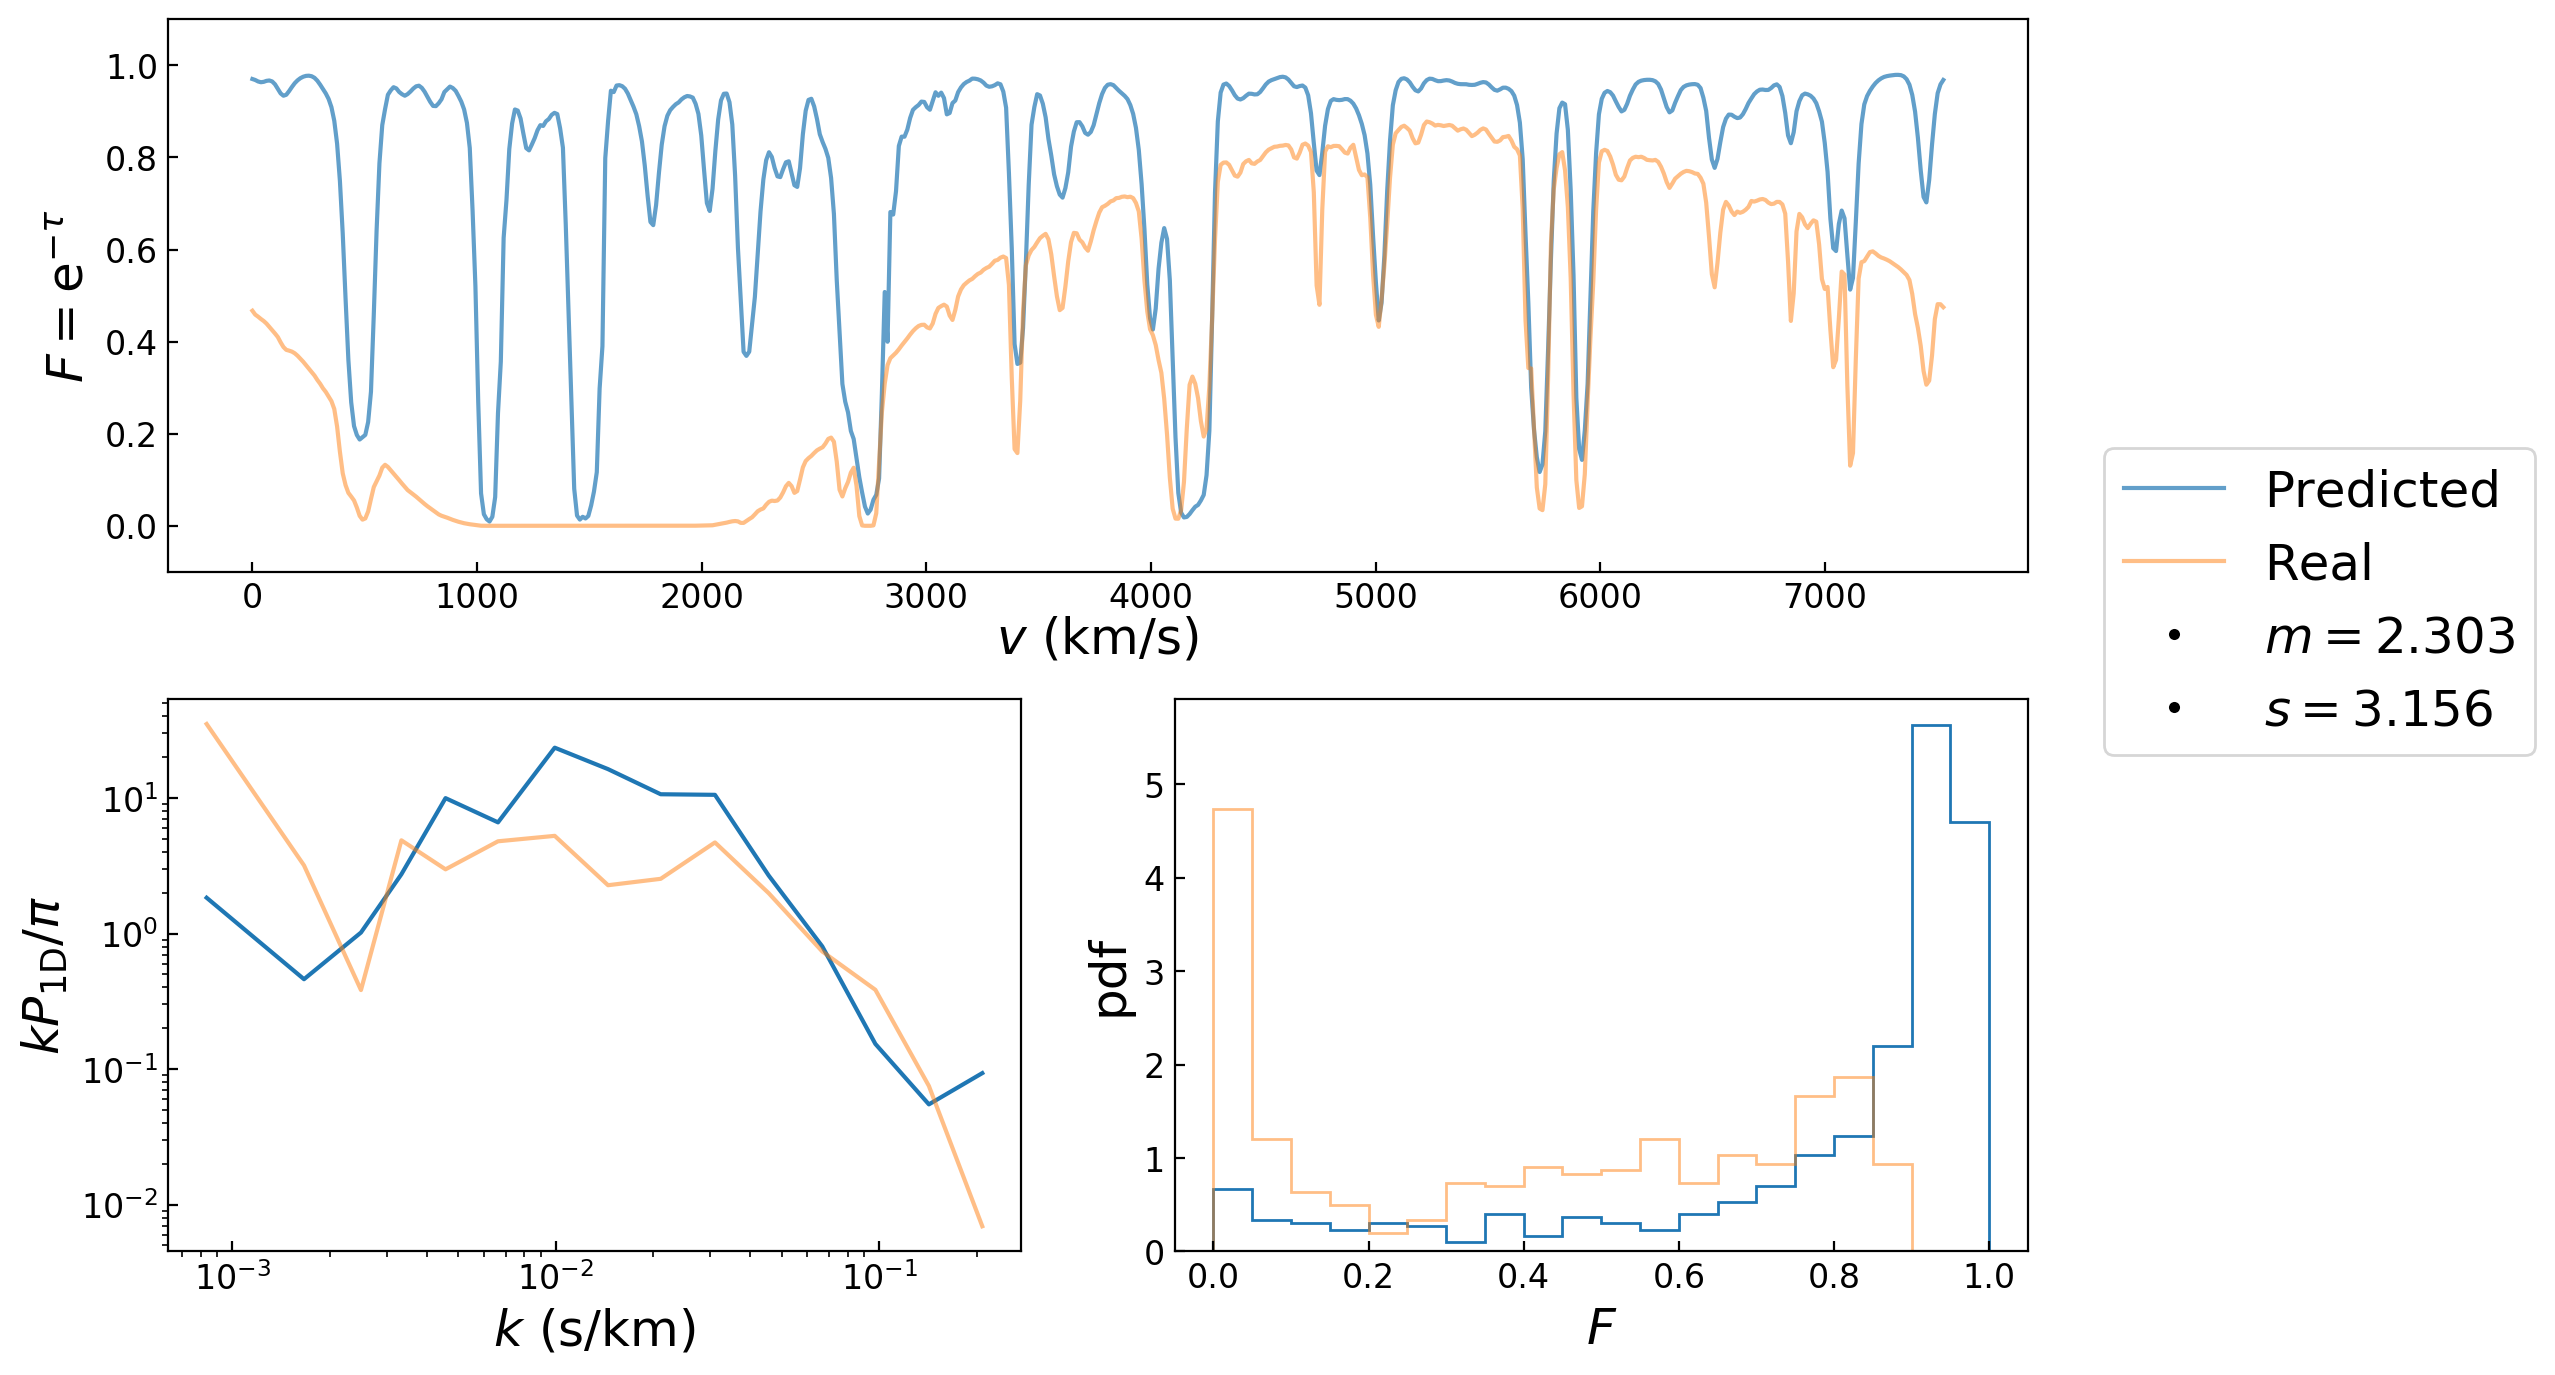 1.0
0.8
0.6
0.4
0.2
0.0
F = e^{−τ}
0 1000 2000 3000 4000 5000 6000 7000
v (km/s)
Predicted
Real
m = 2.303
s = 3.156
10^1
10^0
10^{−1}
10^{−2}
kP_{1D}/π
10^{−3} 10^{−2} 10^{−1}
k (s/km)
5
4
3
2
1
0
pdf
0.0 0.2 0.4 0.6 0.8 1.0
F